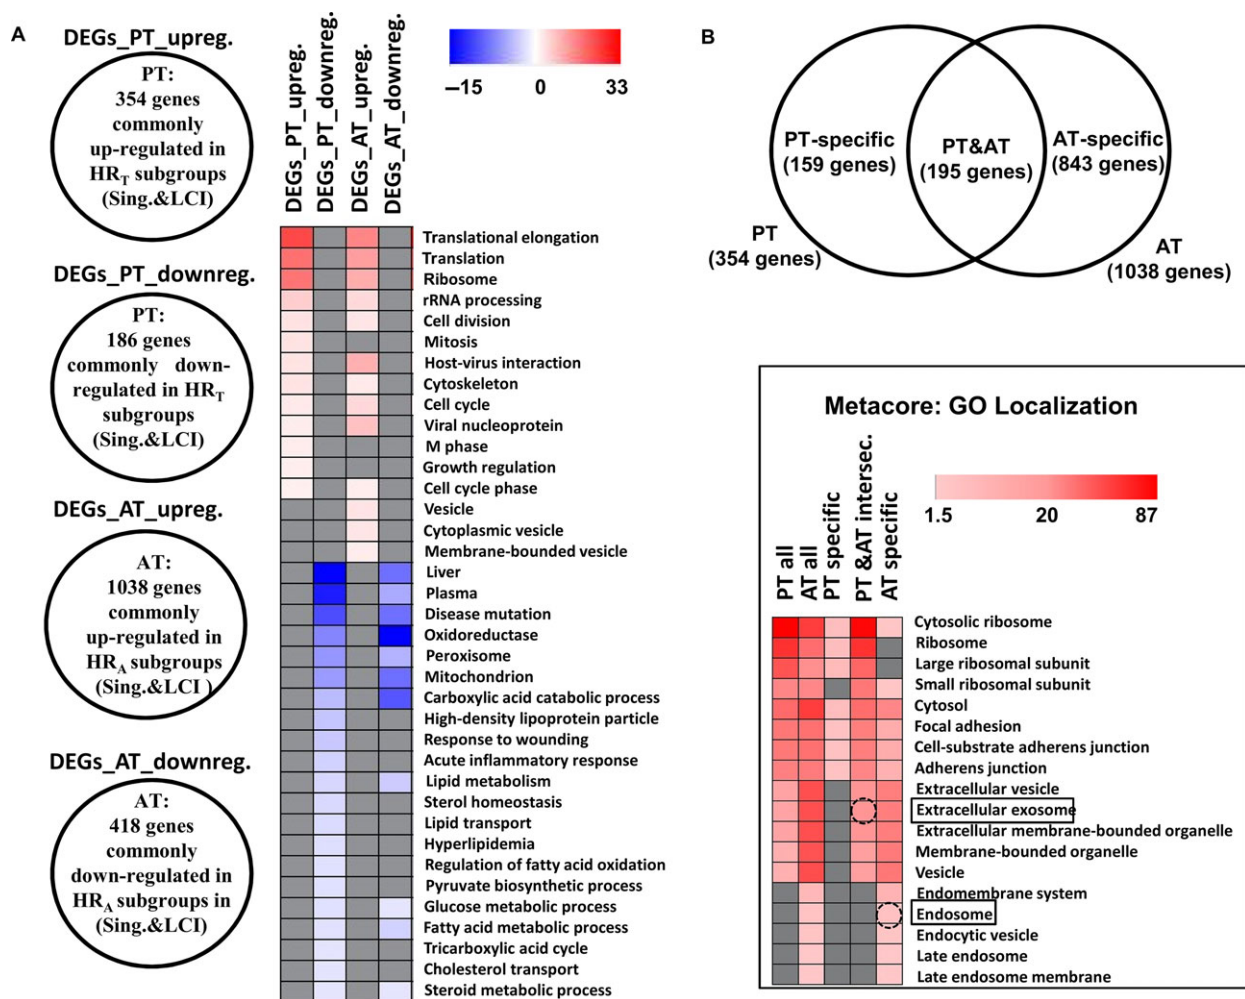 A
DEGs_PT_upreg.
PT:
354 genes
commonly
up-regulated in
HRT subgroups
(Sing.&LCI)
DEGs_PT_downreg.
PT:
186 genes
commonly down-
regulated in HRT
subgroups
(Sing.&LCI)
DEGs_AT_upreg.
AT:
1038 genes
commonly
up-regulated in
HRA subgroups
(Sing.&LCI )
DEGs_AT_downreg.
AT:
418 genes
commonly
down-regulated in
HRA subgroups in
(Sing.&LCI)
DEGs_PT_upreg.
DEGs_PT_downreg.
DEGs_AT_upreg.
DEGs_AT_downreg.
–15 0 33
Translational elongation
Translation
Ribosome
rRNA processing
Cell division
Mitosis
Host-virus interaction
Cytoskeleton
Cell cycle
Viral nucleoprotein
M phase
Growth regulation
Cell cycle phase
Vesicle
Cytoplasmic vesicle
Membrane-bounded vesicle
Liver
Plasma
Disease mutation
Oxidoreductase
Peroxisome
Mitochondrion
Carboxylic acid catabolic process
High-density lipoprotein particle
Response to wounding
Acute inflammatory response
Lipid metabolism
Sterol homeostasis
Lipid transport
Hyperlipidemia
Regulation of fatty acid oxidation
Pyruvate biosynthetic process
Glucose metabolic process
Fatty acid metabolic process
Tricarboxylic acid cycle
Cholesterol transport
Steroid metabolic process
B
PT-specific
(159 genes)
PT&AT
(195 genes)
AT-specific
(843 genes)
PT
(354 genes)
AT
(1038 genes)
Metacore: GO Localization
1.5 20 87
PT all
AT all
PT specific
PT &AT intersec.
AT specific
Cytosolic ribosome
Ribosome
Large ribosomal subunit
Small ribosomal subunit
Cytosol
Focal adhesion
Cell-substrate adherens junction
Adherens junction
Extracellular vesicle
Extracellular exosome
Extracellular membrane-bounded organelle
Membrane-bounded organelle
Vesicle
Endomembrane system
Endosome
Endocytic vesicle
Late endosome
Late endosome membrane